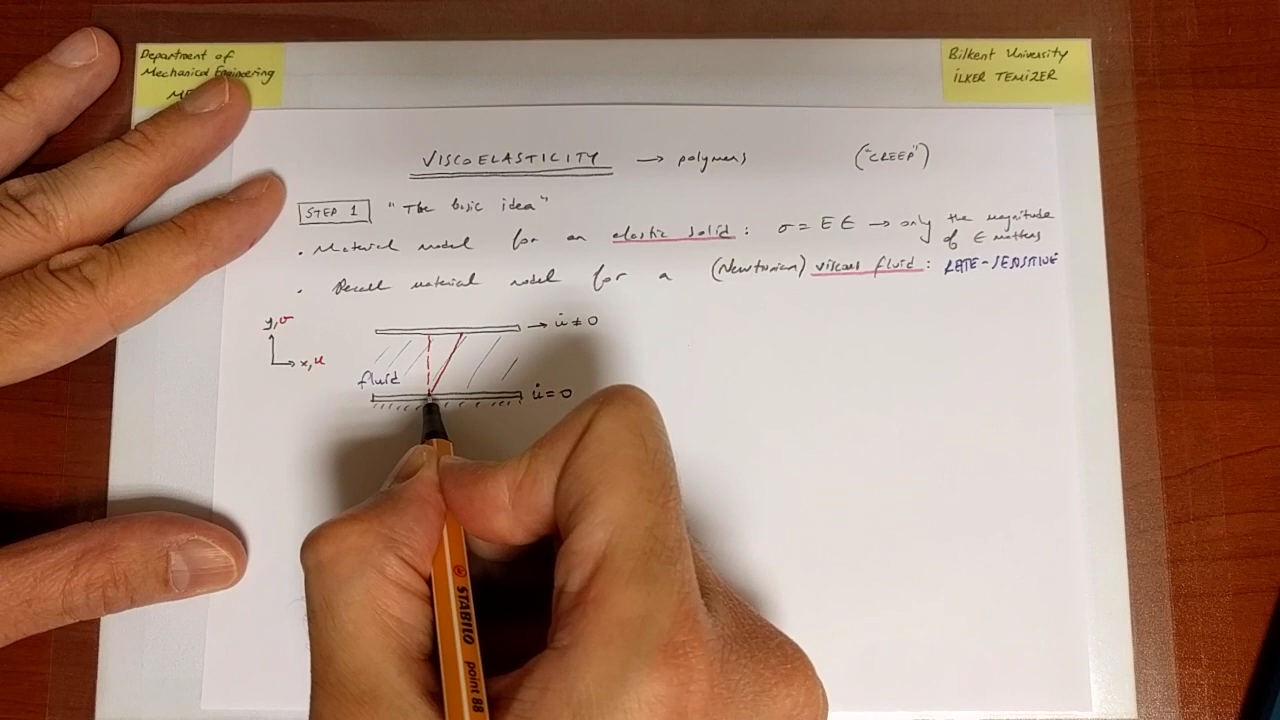 Department of
Mechanical Engineering
Bilkent University
İLKER TEMIZER
VISCOELASTICITY → polymers ("CREEP")
STEP 1 "The basic idea"
• Material model for an elastic solid: σ = E ϵ → only the magnitude
of ϵ matters
• Recall material model for a (Newtonian) viscous fluid: RATE-SENSITIVE
y,v
→ u̇ ≠ 0
x,u
fluid
u̇ = 0
STABILO point 88